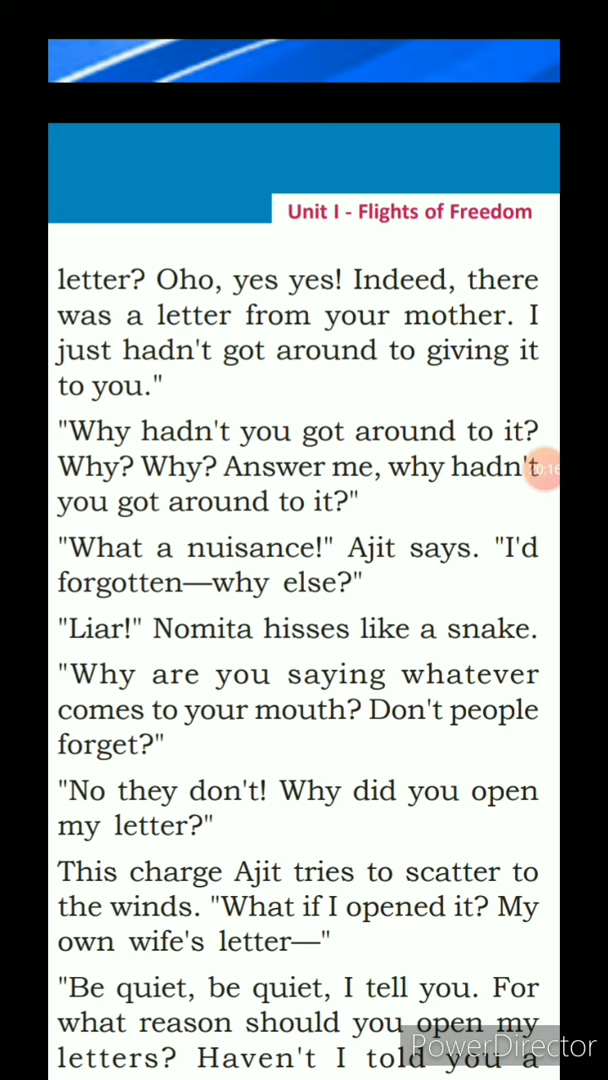 Unit I - Flights of Freedom
letter? Oho, yes yes! Indeed, there
was a letter from your mother. I
just hadn't got around to giving it
to you."
"Why hadn't you got around to it?
Why? Why? Answer me, why hadn't
you got around to it?"
"What a nuisance!" Ajit says. "I'd
forgotten—why else?"
"Liar!" Nomita hisses like a snake.
"Why are you saying whatever
comes to your mouth? Don't people
forget?"
"No they don't! Why did you open
my letter?"
This charge Ajit tries to scatter to
the winds. "What if I opened it? My
own wife's letter—"
"Be quiet, be quiet, I tell you. For
what reason should you open my
letters? Haven't I told you a
PowerDirector